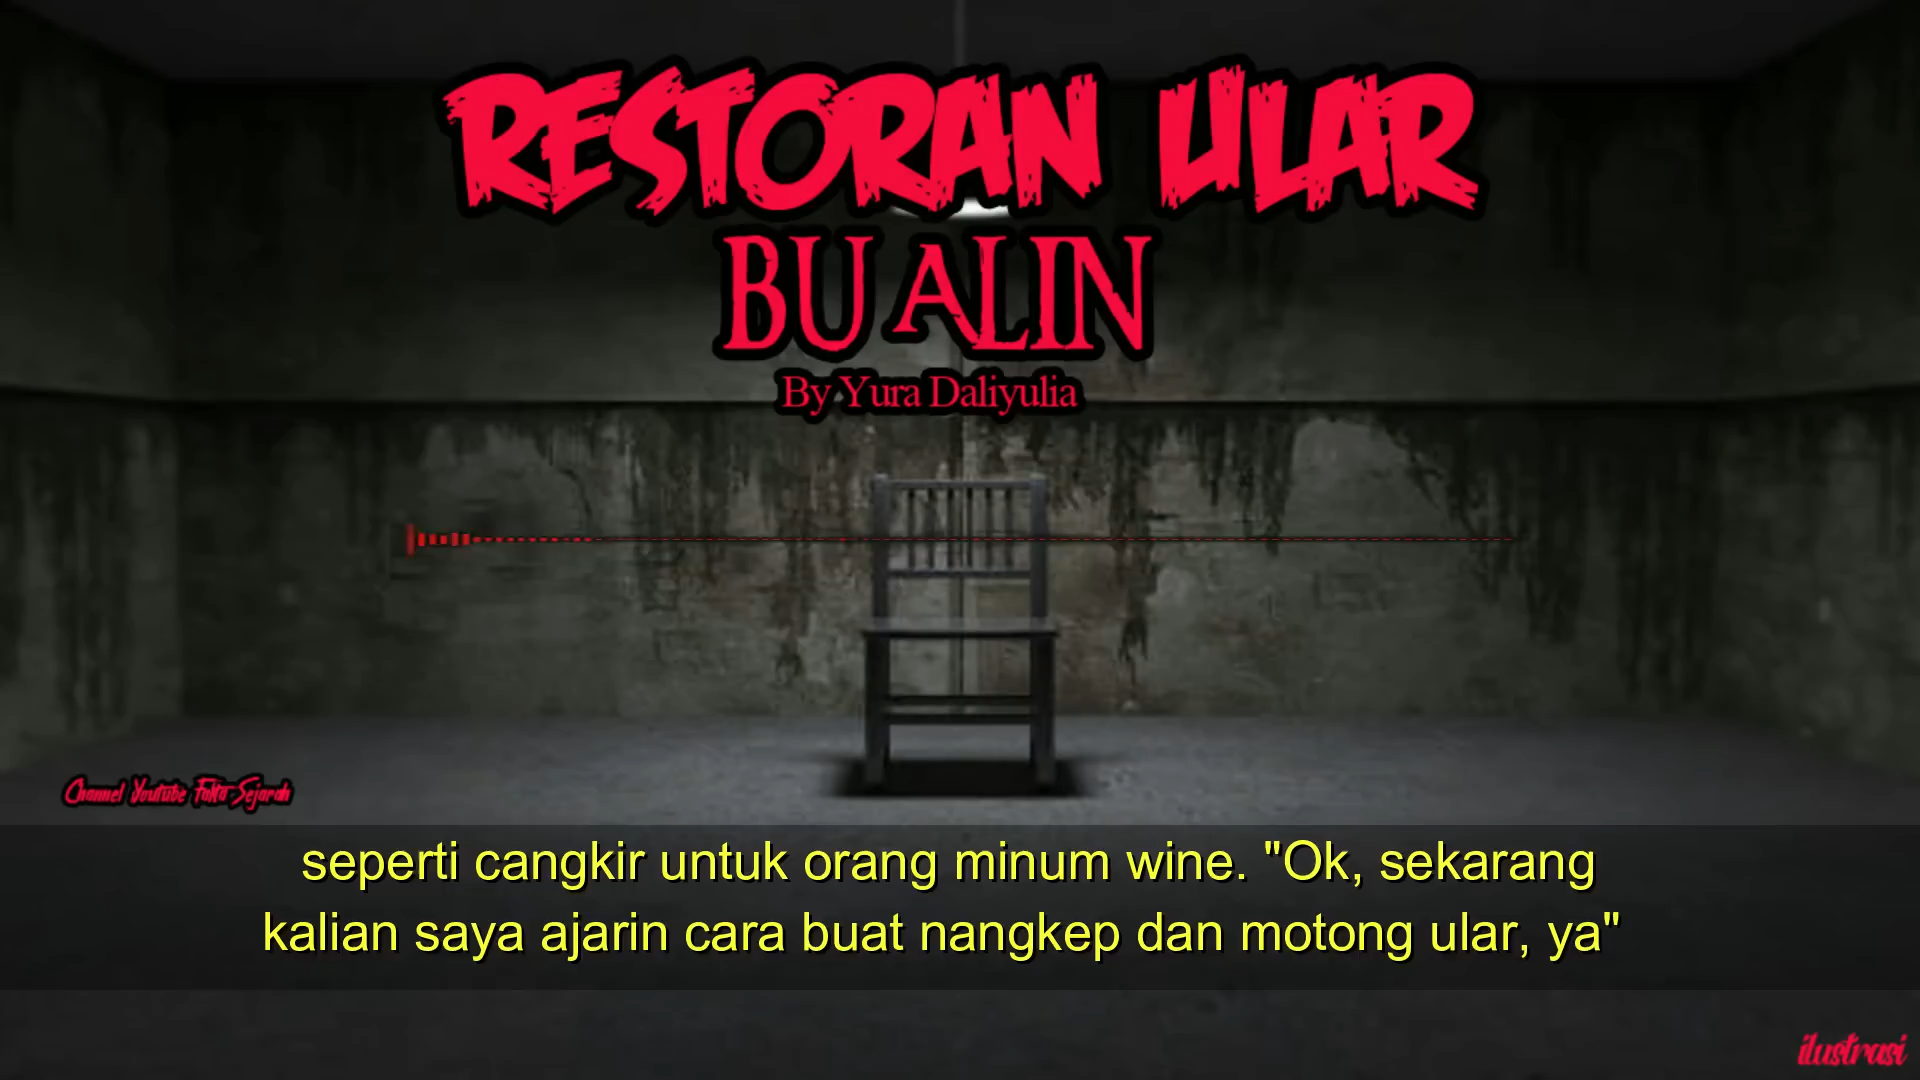 RESTORAN ULAR
BU ALIN
By Yura Daliyulia
Channel Youtube Fakta Sejarah
seperti cangkir untuk orang minum wine. "Ok, sekarang
kalian saya ajarin cara buat nangkep dan motong ular, ya"
ilustrasi